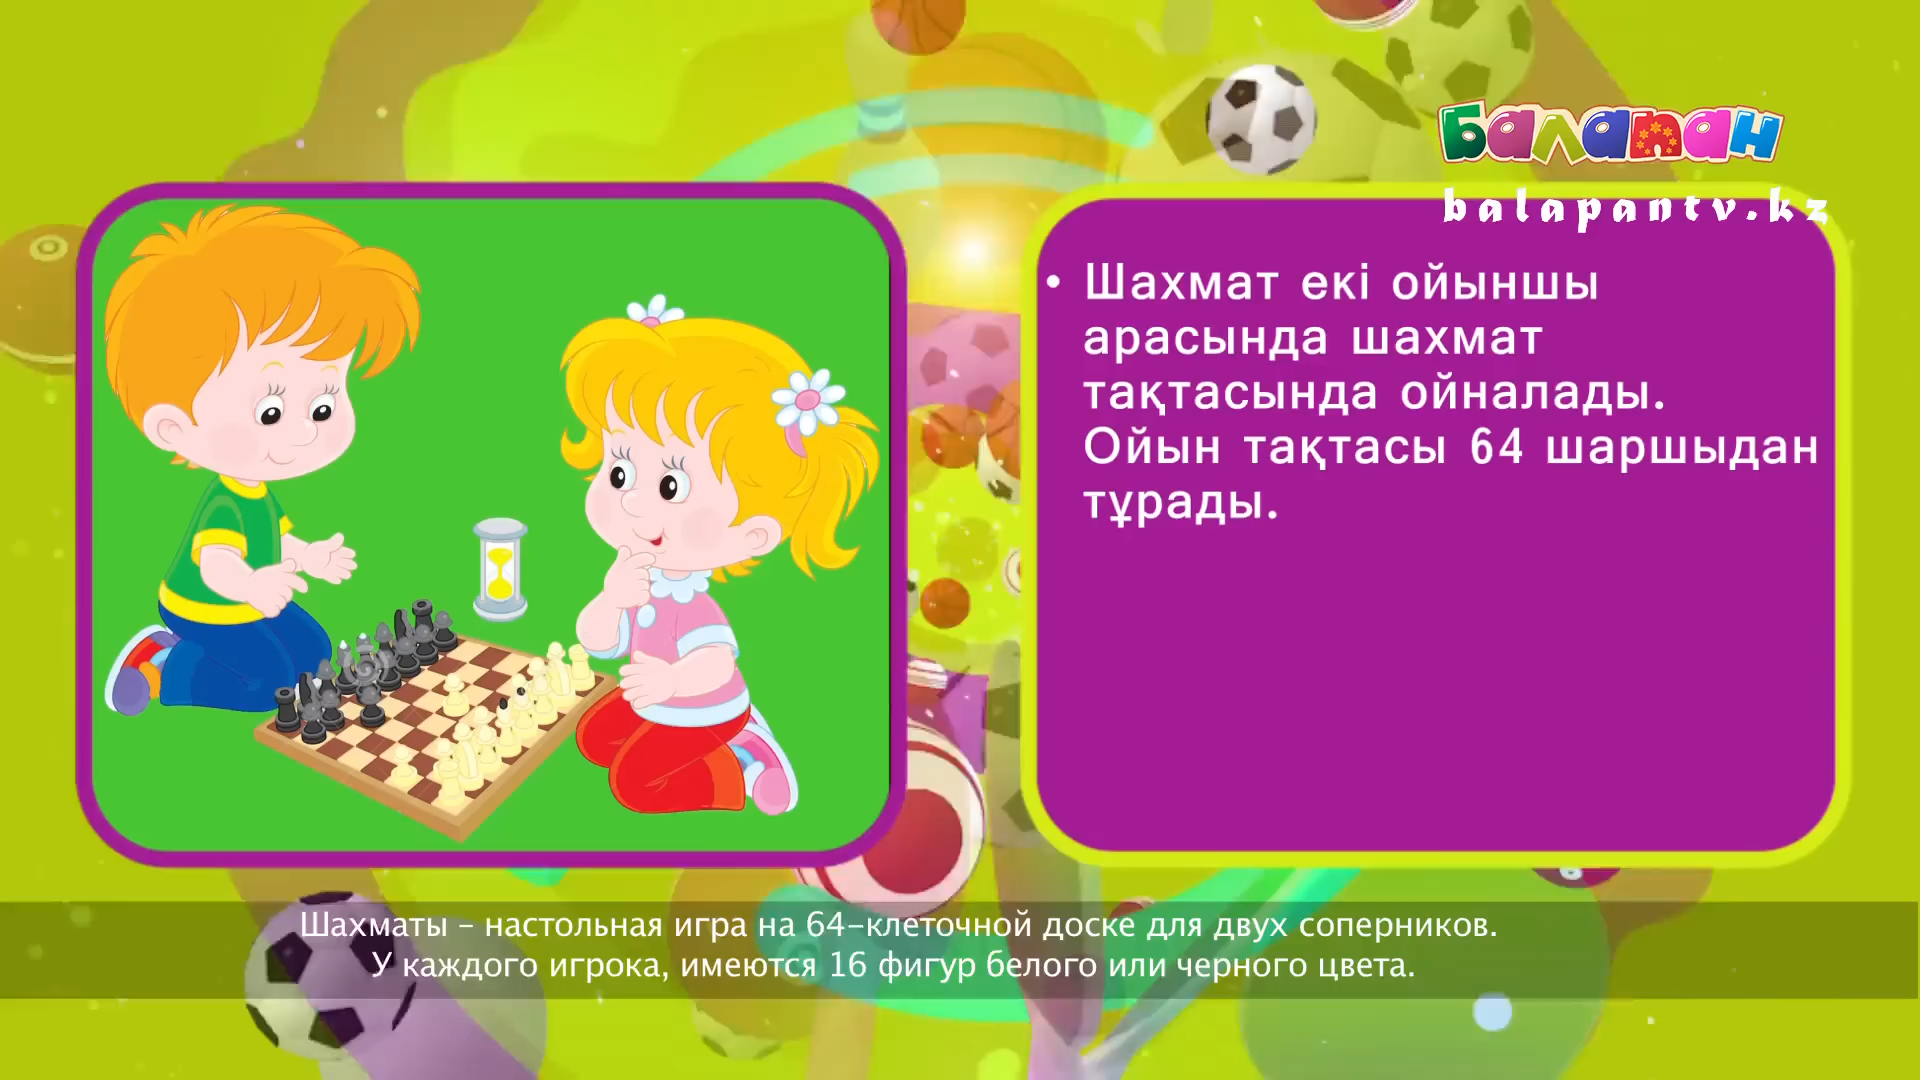 Балапан
balapantv.kz
• Шахмат екі ойыншы
арасында шахмат
тақтасында ойналады.
Ойын тақтасы 64 шаршыдан
тұрады.
Шахматы – настольная игра на 64-клеточной доске для двух соперников.
У каждого игрока, имеются 16 фигур белого или черного цвета.